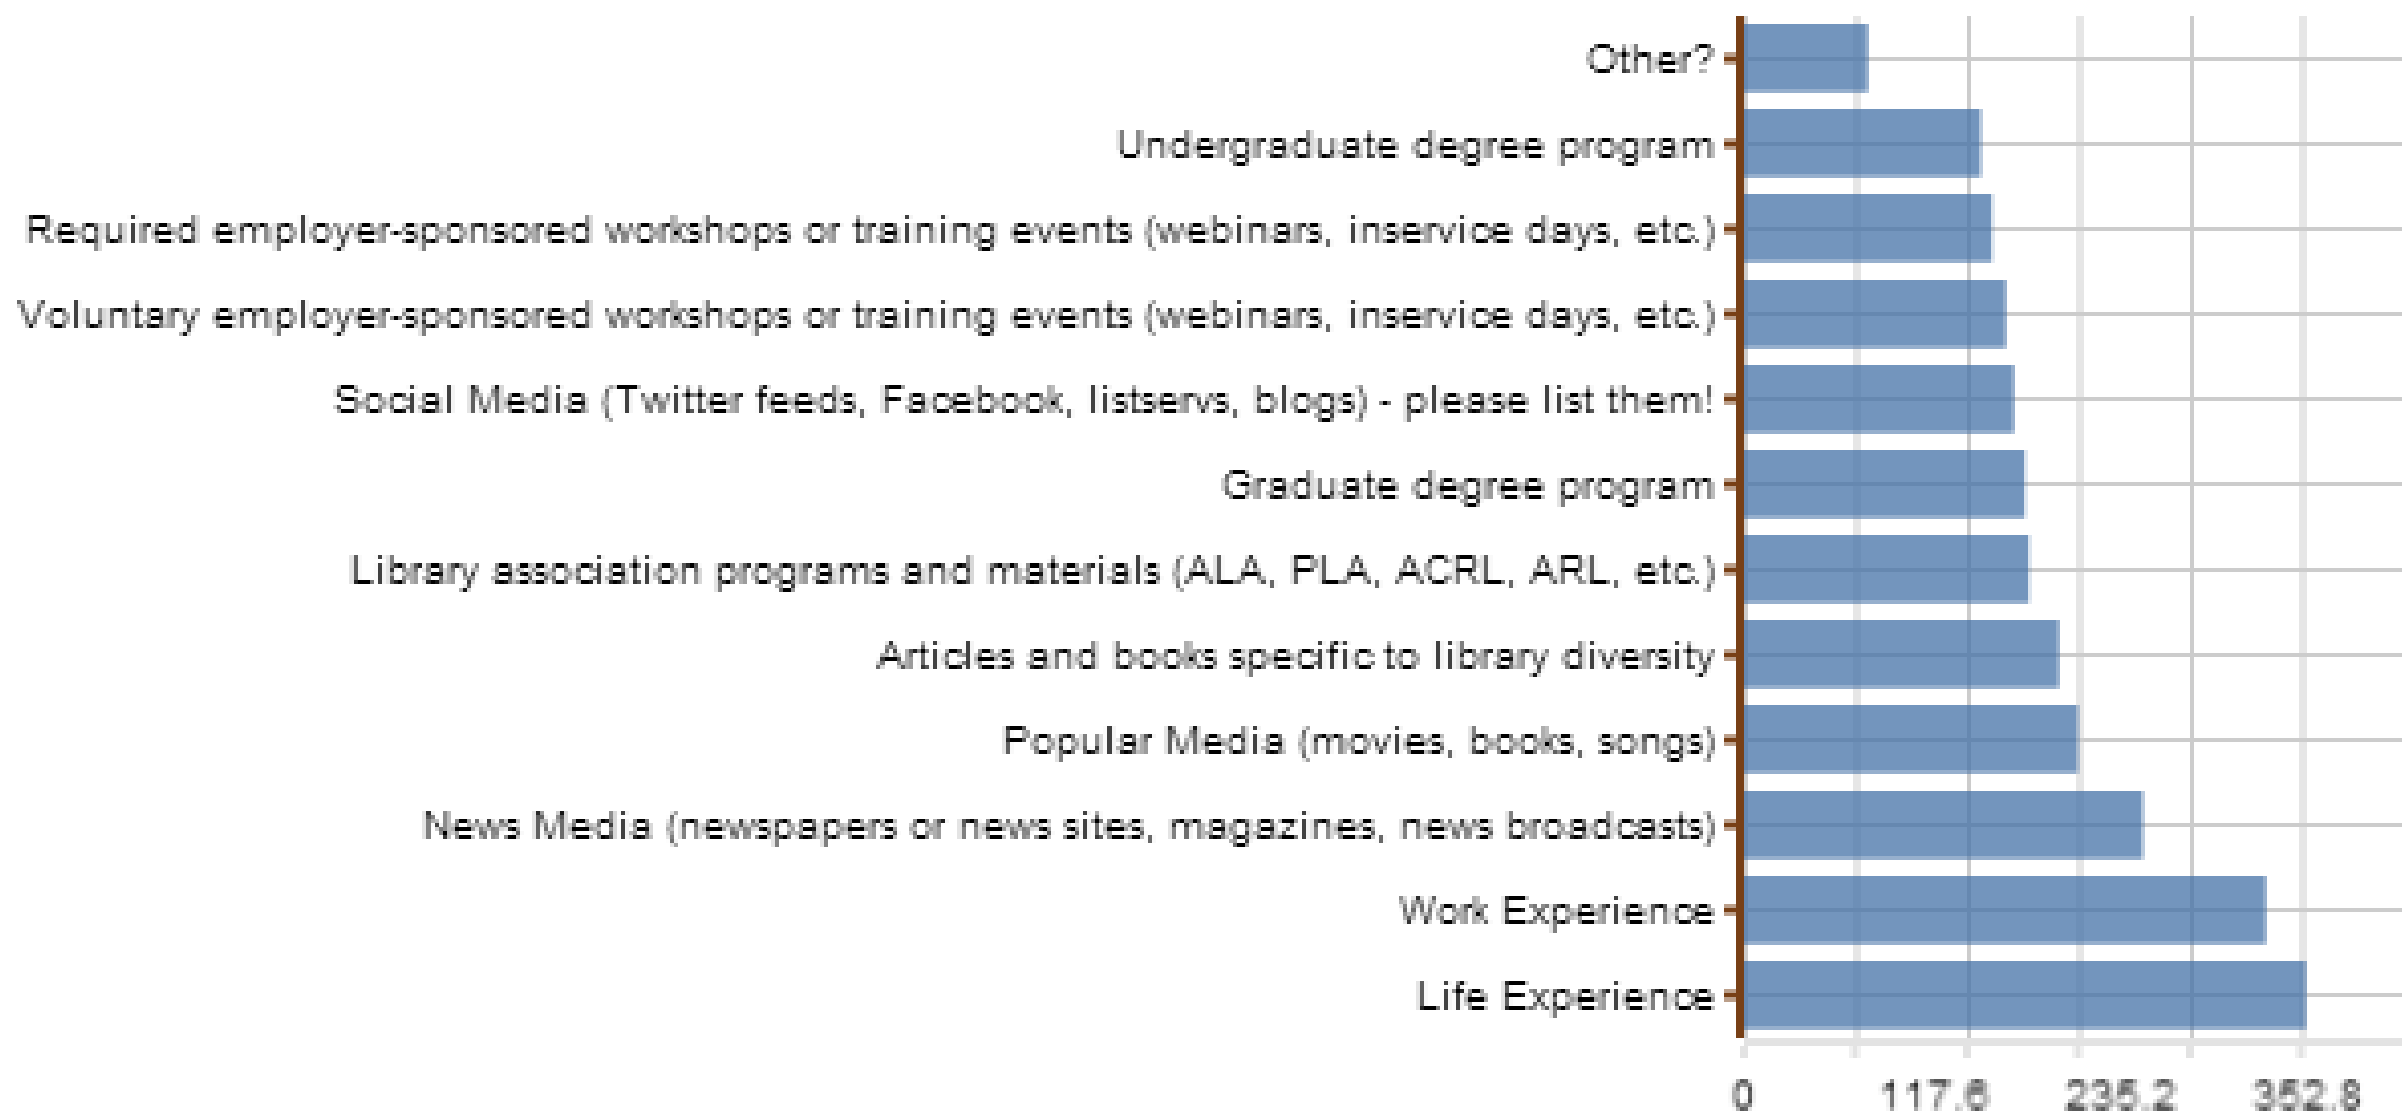 Other?
Undergraduate degree program
Required employer-sponsored workshops or training events (webinars, inservice days, etc.)
Voluntary employer-sponsored workshops or training events (webinars, inservice days, etc.)
Social Media (Twitter feeds, Facebook, listservs, blogs) - please list them!
Graduate degree program
Library association programs and materials (ALA, PLA, ACRL, ARL, etc.)
Articles and books specific to library diversity
Popular Media (movies, books, songs)
News Media (newspapers or news sites, magazines, news broadcasts)
Work Experience
Life Experience
0 117.6 235.2 352.8